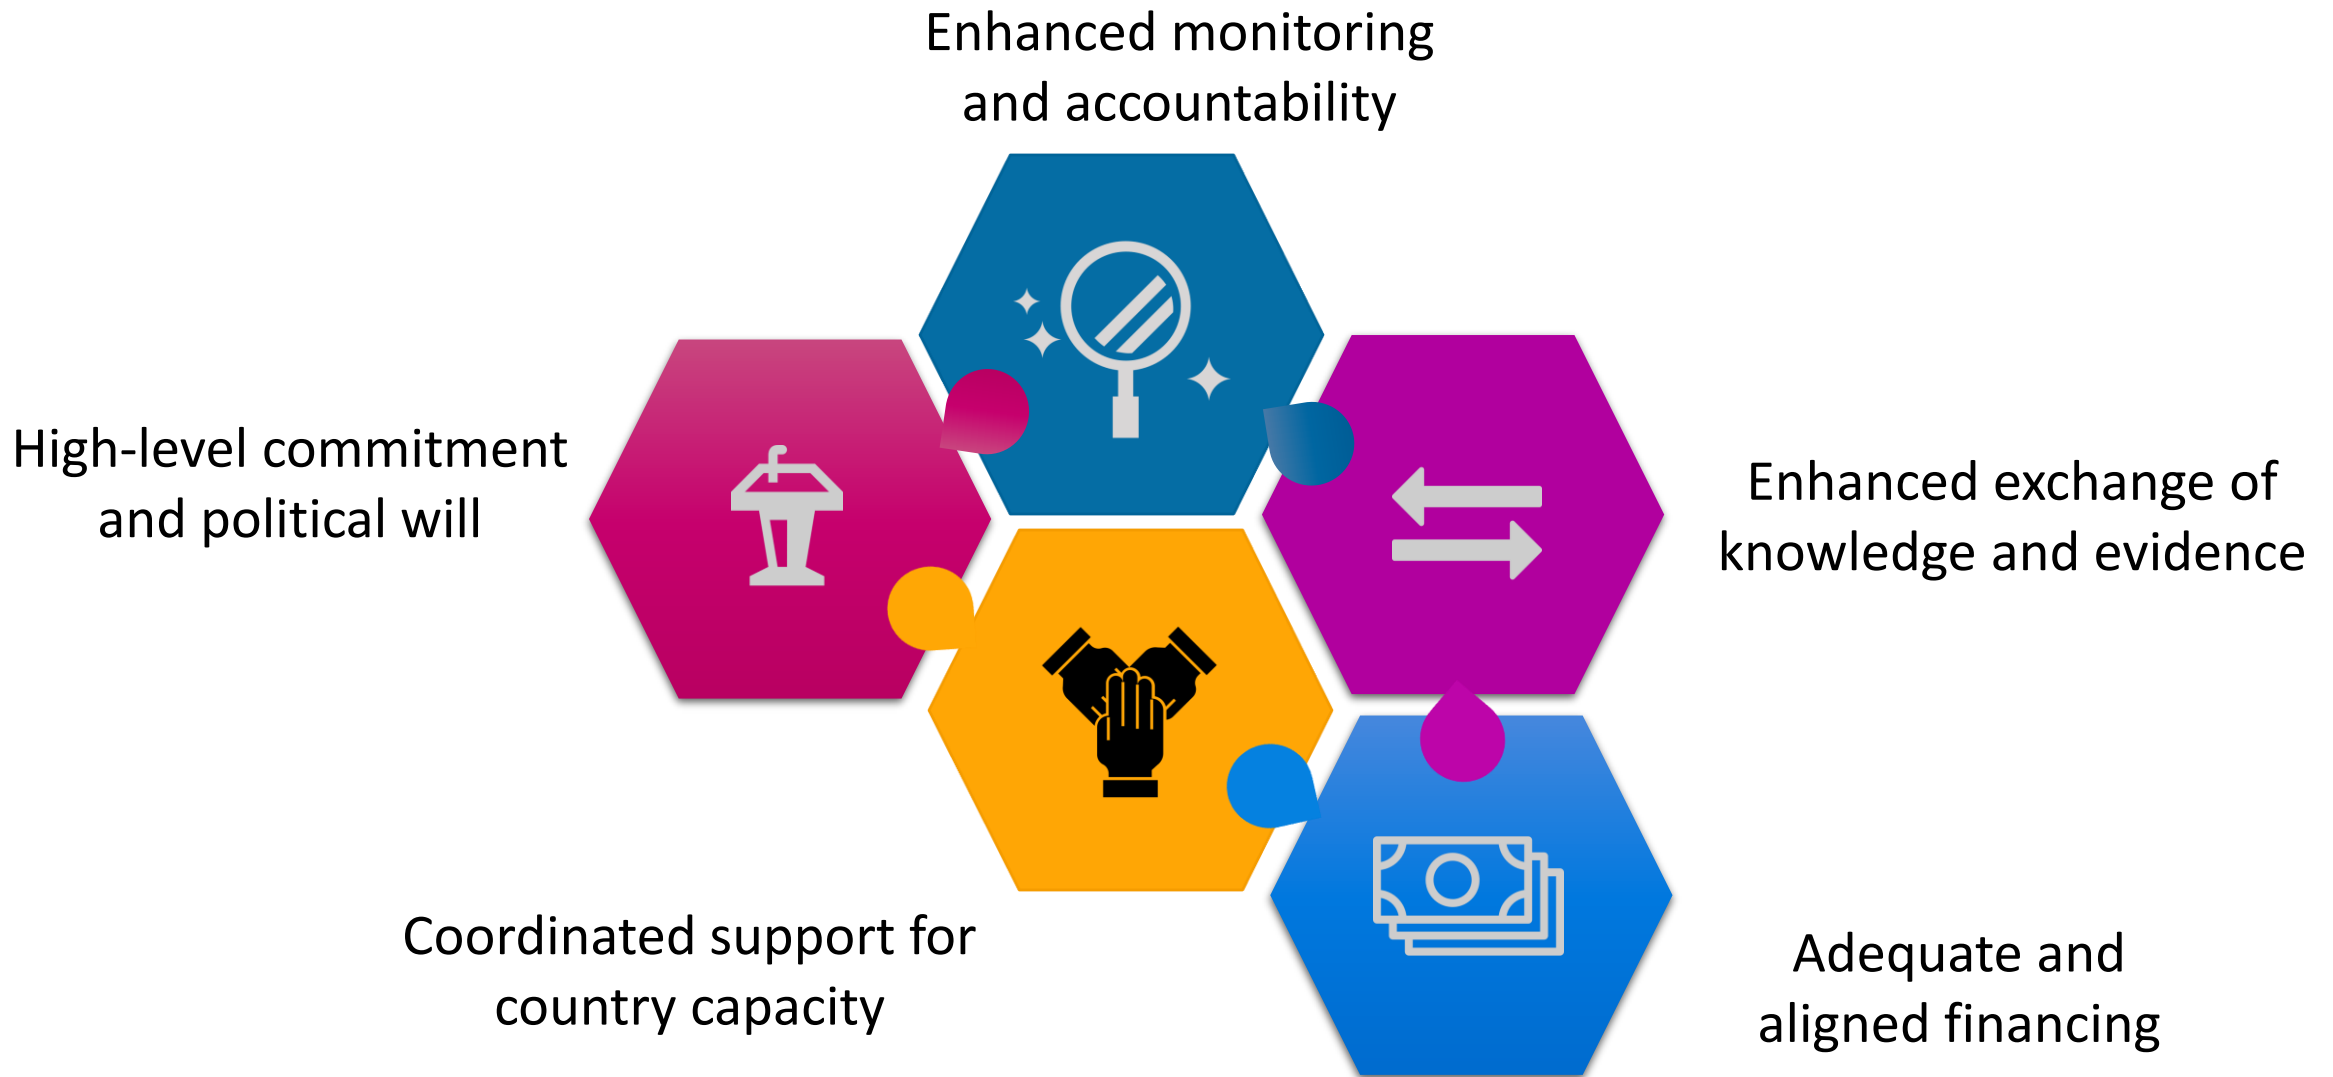 Enhanced monitoring
and accountability
High-level commitment
and political will
Enhanced exchange of
knowledge and evidence
Coordinated support for
country capacity
Adequate and
aligned financing